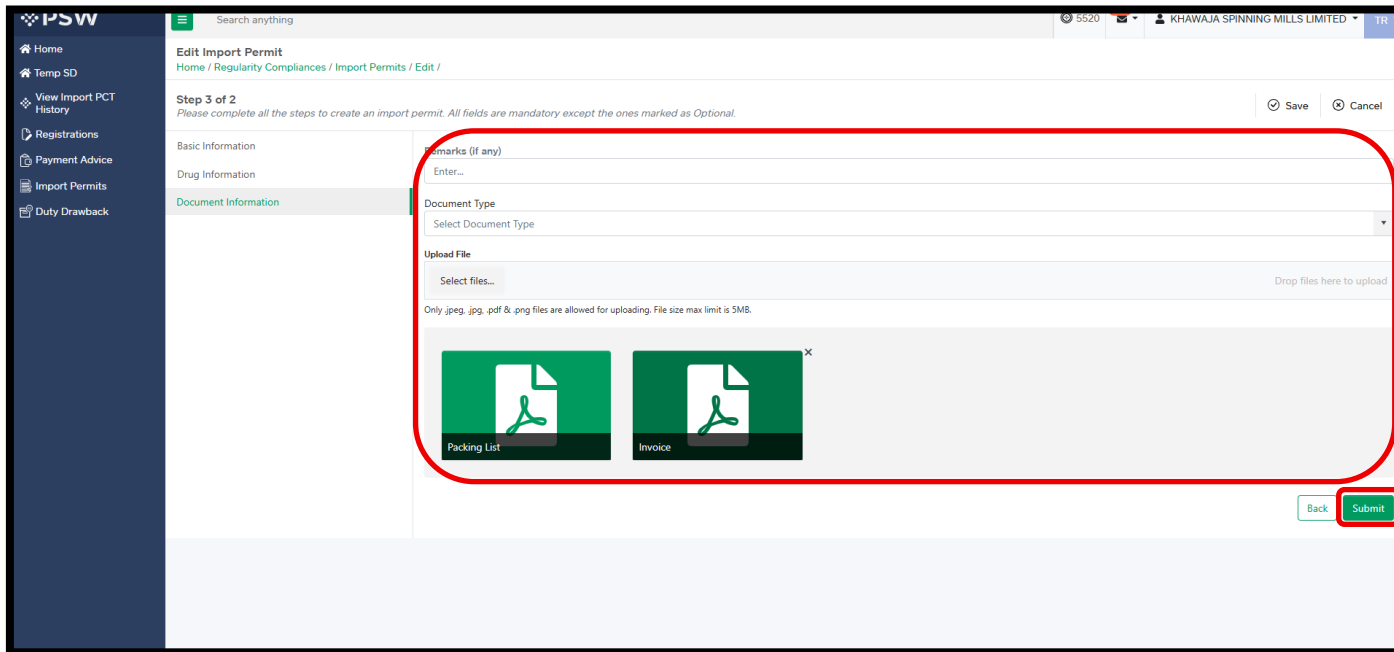 PSW
Search anything
5520
KHAWAJA SPINNING MILLS LIMITED
TR
Home
Temp SD
View Import PCT
History
Registrations
Payment Advice
Import Permits
Duty Drawback
Edit Import Permit
Home / Regularity Compliances / Import Permits / Edit /
Step 3 of 2
Please complete all the steps to create an import permit. All fields are mandatory except the ones marked as Optional.
Save
Cancel
Basic Information
Drug Information
Document Information
Remarks (if any)
Enter...
Document Type
Select Document Type
Upload File
Select files...
Drop files here to upload
Only .jpeg, .jpg, .pdf & .png files are allowed for uploading. File size max limit is 5MB.
Packing List
Invoice
Back
Submit